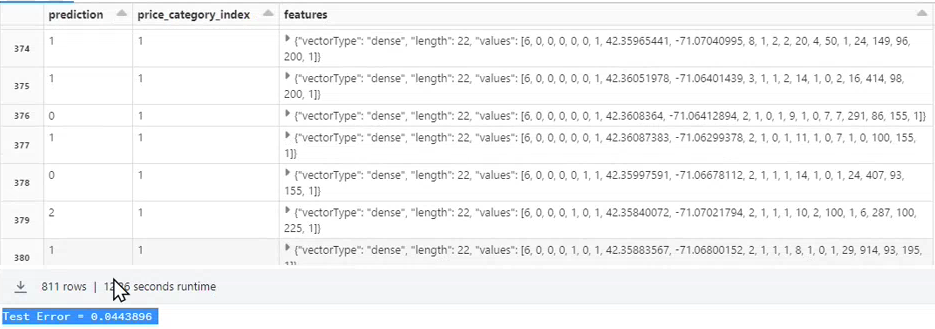 prediction price_category_index features
374 1 1 {"vectorType": "dense", "length": 22, "values": [6, 0, 0, 0, 0, 0, 1, 42.35965441, -71.07040995, 8, 1, 2, 2, 20, 4, 50, 1, 24, 149, 96,
200, 1]}
375 1 1 {"vectorType": "dense", "length": 22, "values": [6, 0, 0, 0, 0, 0, 1, 42.36051978, -71.06401439, 3, 1, 1, 2, 14, 1, 0, 2, 16, 414, 98,
200, 1]}
376 0 1 {"vectorType": "dense", "length": 22, "values": [6, 0, 0, 0, 0, 0, 1, 42.3608364, -71.06412894, 2, 1, 0, 1, 9, 1, 0, 7, 7, 291, 86, 155, 1]}
377 1 1 {"vectorType": "dense", "length": 22, "values": [6, 0, 0, 0, 0, 0, 1, 42.36087383, -71.06299378, 2, 1, 0, 1, 11, 1, 0, 7, 1, 0, 100, 155,
1]}
378 0 1 {"vectorType": "dense", "length": 22, "values": [6, 0, 0, 0, 0, 1, 1, 42.35997591, -71.06678112, 2, 1, 1, 1, 14, 1, 0, 1, 24, 407, 93,
155, 1]}
379 2 1 {"vectorType": "dense", "length": 22, "values": [6, 0, 0, 0, 1, 0, 1, 42.35840072, -71.07021794, 2, 1, 1, 1, 10, 2, 100, 1, 6, 287, 100,
225, 1]}
380 1 1 {"vectorType": "dense", "length": 22, "values": [6, 0, 0, 0, 1, 0, 1, 42.35883567, -71.06800152, 2, 1, 1, 1, 8, 1, 0, 1, 29, 914, 93, 195,
811 rows | seconds runtime
Test Error = 0.0443896